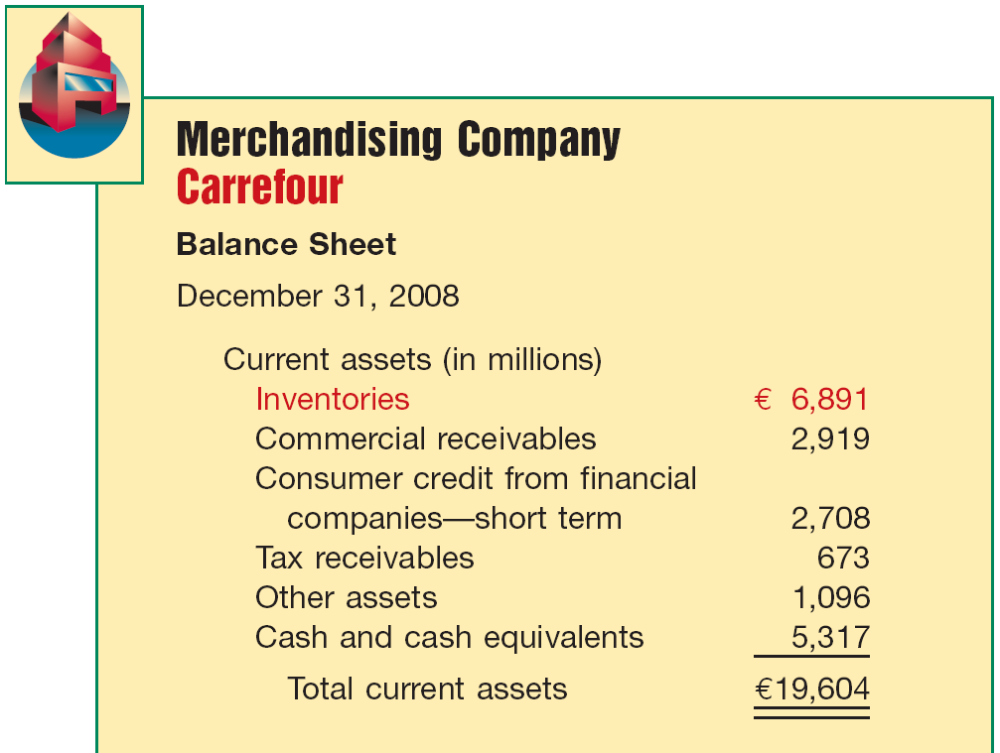 Merchandising Company
Carrefour
Balance Sheet
December 31, 2008
Current assets (in millions)
Inventories € 6,891
Commercial receivables 2,919
Consumer credit from financial
companies—short term 2,708
Tax receivables 673
Other assets 1,096
Cash and cash equivalents 5,317
Total current assets €19,604